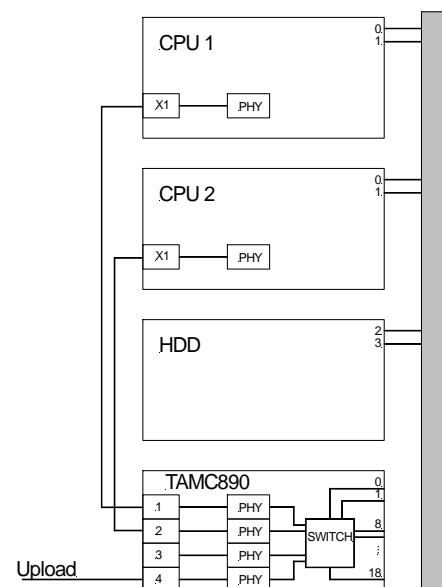 CPU 1
0
1
X1
PHY
CPU 2
0
1
X1
PHY
HDD
2
3
TAMC890
0
1
1
PHY
2
PHY
SWITCH
8
3
PHY
⋮
Upload
4
PHY
18